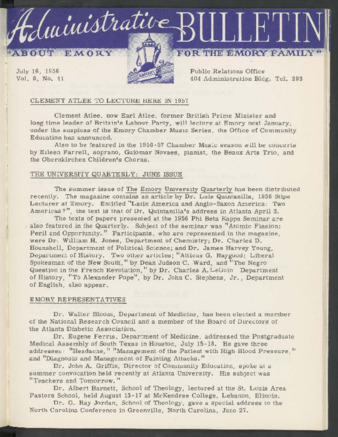 Administrative BULLETIN
"ABOUT EMORY
FOR THE EMORY FAMILY"
July 16, 1956
Vol. 8, No. 11
Public Relations Office
404 Administration Bldg. Tel. 393
CLEMENT ATLEE TO LECTURE HERE IN 1957
Clement Atlee, now Earl Atlee, former British Prime Minister and
long time leader of Britain's Labour Party, will lecture at Emory next January,
under the auspices of the Emory Chamber Music Series, the Office of Community
Education has announced.
Also to be featured in the 1956-57 Chamber Music season will be concerts
by Eileen Farrell, soprano, Guiomar Novaes, pianist, the Beaux Arts Trio, and
the Obernkirchen Children's Chorus.
THE UNIVERSITY QUARTERLY: JUNE ISSUE
The summer issue of The Emory University Quarterly has been distributed
recently. The magazine contains an article by Dr. Luis Quintanilla, 1956 Stipe
Lecturer at Emory. Entitled "Latin America and Anglo-Saxon America: Two
Americas?", the text is that of Dr. Quintanilla's address in Atlanta April 3.
The texts of papers presented at the 1956 Phi Beta Kappa Seminar are
also featured in the Quarterly. Subject of the seminar was "Atomic Fission:
Peril and Opportunity." Participants, who are represented in the magazine,
were Dr. William H. Jones, Department of Chemistry; Dr. Charles D.
Hounshell, Department of Political Science; and Dr. James Harvey Young,
Department of History. Two other articles; "Atticus G. Haygood: Liberal
Spokesman of the New South," by Dean Judson C. Ward, and "The Negro
Question in the French Revolution," by Dr. Charles A. LeGuin Department
of History, "To Alexander Pope", by Dr. John C. Stephens, Jr., Department
of English, also appear.
EMORY REPRESENTATIVES
Dr. Walter Bloom, Department of Medicine, has been elected a member
of the National Research Council and a member of the Board of Directors of
the Atlanta Diabetic Association.
Dr. Eugene Ferris, Department of Medicine, addressed the Postgraduate
Medical Assembly of South Texas in Houston, July 15-18. He gave three
addresses: "Headache," "Management of the Patient with High Blood Pressure,"
and "Diagnosis and Management of Fainting Attacks."
Dr. John A. Griffin, Director of Community Education, spoke at a
summer convocation held recently at Atlanta University. His subject was
"Teachers and Tomorrow."
Dr. Albert Barnett, School of Theology, lectured at the St. Louis Area
Pastors School, held August 13-17 at McKendree College, Lebanon, Illinois.
Dr. G. Ray Jordan, School of Theology, gave a special address to the
North Carolina Conference in Greenville, North Carolina, June 27.